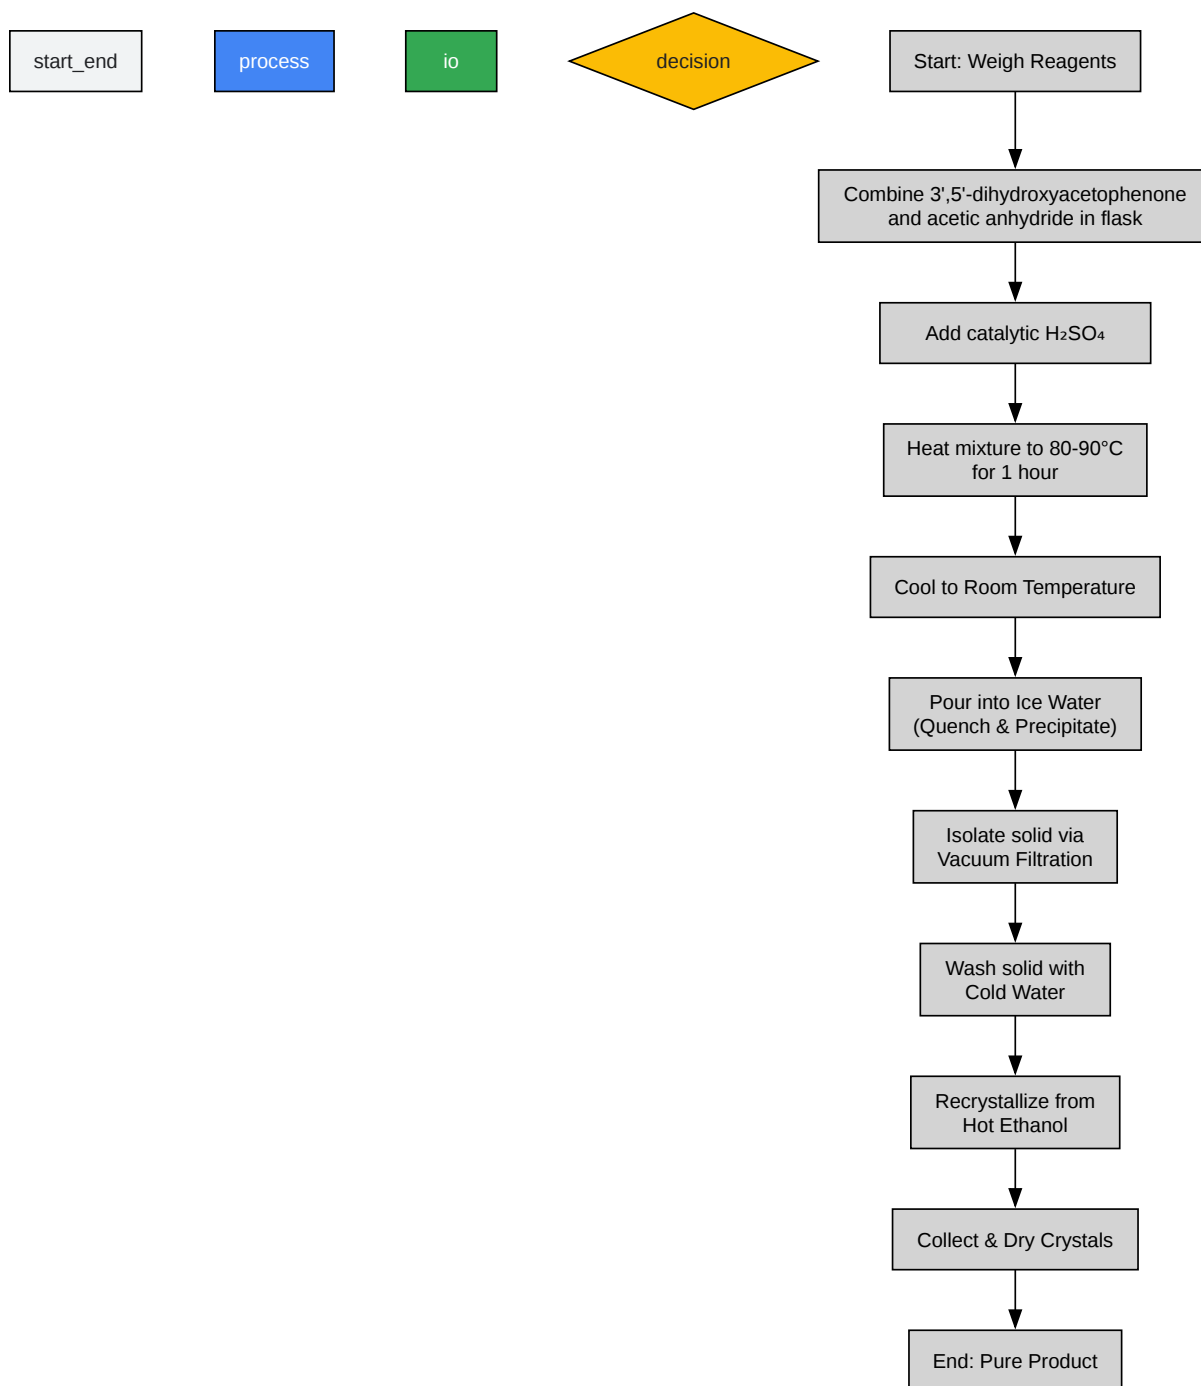 start_end
process
io
decision
Start: Weigh Reagents
Combine 3',5'-dihydroxyacetophenone
and acetic anhydride in flask
Add catalytic H₂SO₄
Heat mixture to 80-90°C
for 1 hour
Cool to Room Temperature
Pour into Ice Water
(Quench & Precipitate)
Isolate solid via
Vacuum Filtration
Wash solid with
Cold Water
Recrystallize from
Hot Ethanol
Collect & Dry Crystals
End: Pure Product